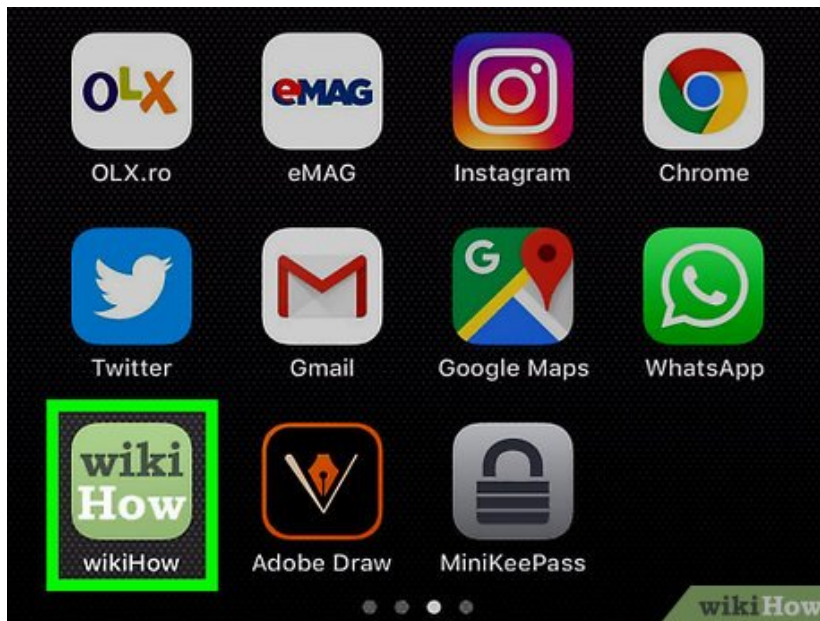 OLX
eMAG
OLX.ro
eMAG
Instagram
Chrome
G
Twitter
Gmail
Google Maps
WhatsApp
wiki
How
wikiHow
Adobe Draw
MiniKeePass
wikiHow